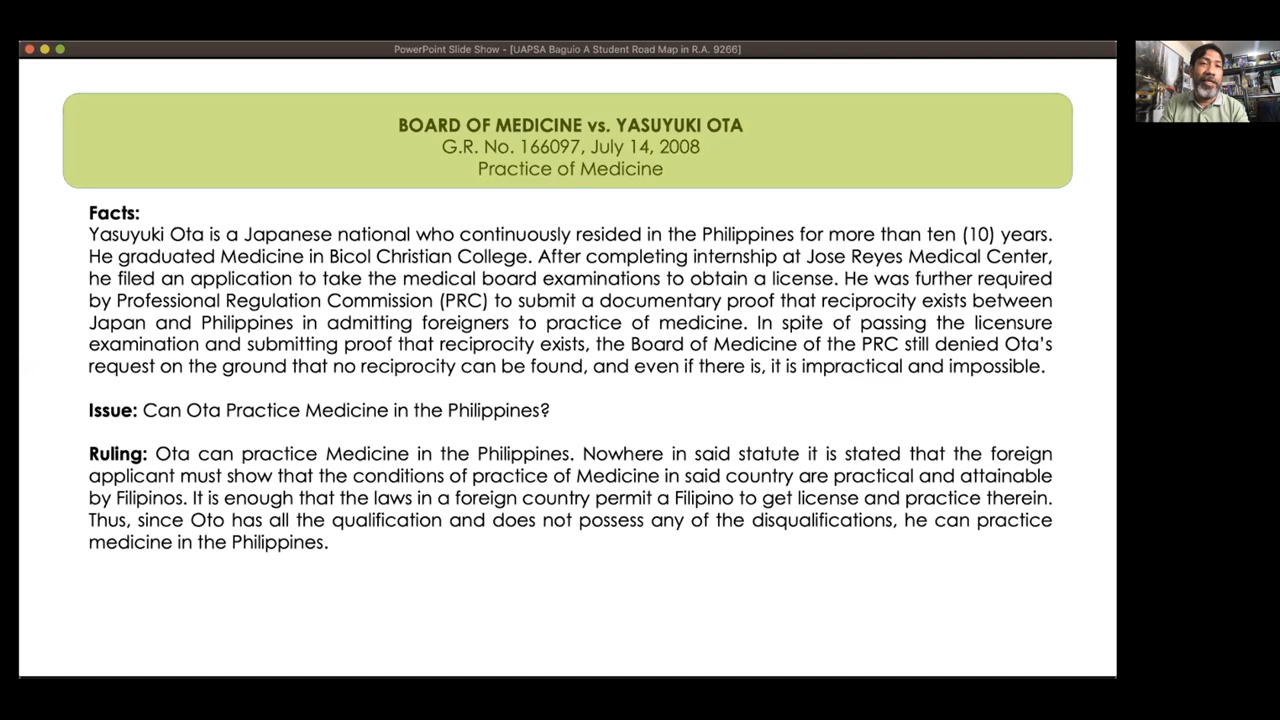 PowerPoint Slide Show - [UAPSA Baguio A Student Road Map in R.A. 9266]
BOARD OF MEDICINE vs. YASUYUKI OTA
G.R. No. 166097, July 14, 2008
Practice of Medicine
Facts:
Yasuyuki Ota is a Japanese national who continuously resided in the Philippines for more than ten (10) years.
He graduated Medicine in Bicol Christian College. After completing internship at Jose Reyes Medical Center,
he filed an application to take the medical board examinations to obtain a license. He was further required
by Professional Regulation Commission (PRC) to submit a documentary proof that reciprocity exists between
Japan and Philippines in admitting foreigners to practice of medicine. In spite of passing the licensure
examination and submitting proof that reciprocity exists, the Board of Medicine of the PRC still denied Ota's
request on the ground that no reciprocity can be found, and even if there is, it is impractical and impossible.
Issue: Can Ota Practice Medicine in the Philippines?
Ruling: Ota can practice Medicine in the Philippines. Nowhere in said statute it is stated that the foreign
applicant must show that the conditions of practice of Medicine in said country are practical and attainable
by Filipinos. It is enough that the laws in a foreign country permit a Filipino to get license and practice therein.
Thus, since Oto has all the qualification and does not possess any of the disqualifications, he can practice
medicine in the Philippines.